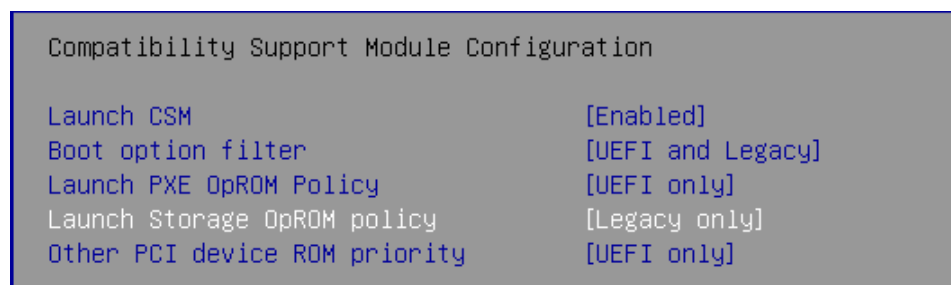 Compatibility Support Module Configuration
Launch CSM [Enabled]
Boot option filter [UEFI and Legacy]
Launch PXE OpROM Policy [UEFI only]
Launch Storage OpROM policy [Legacy only]
Other PCI device ROM priority [UEFI only]